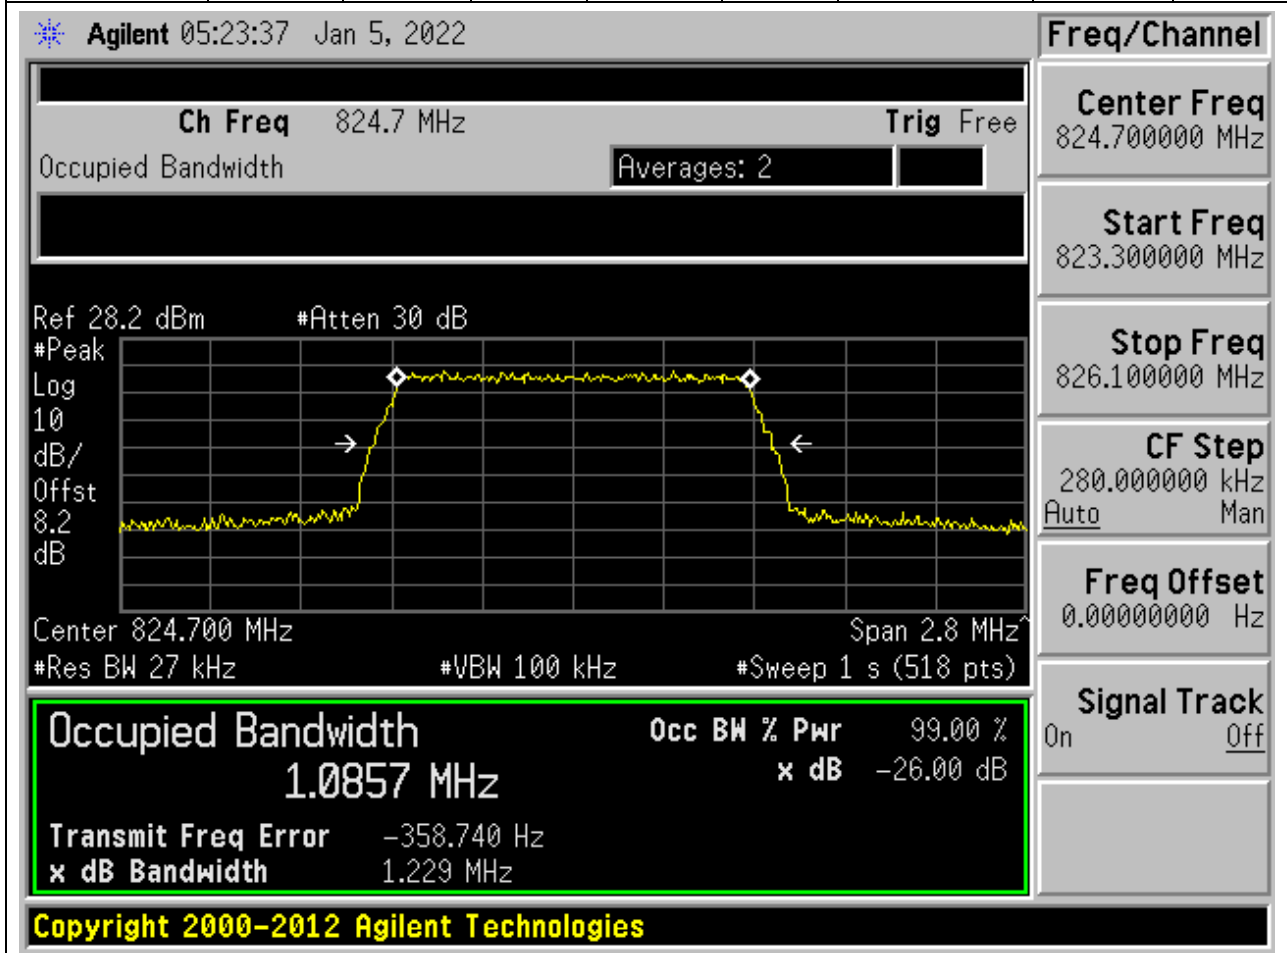 Agilent 05:23:37 Jan 5, 2022
Freq/Channel
Ch Freq 824.7 MHz Trig Free
Occupied Bandwidth Averages: 2
Center Freq
824.700000 MHz
Start Freq
823.300000 MHz
Stop Freq
826.100000 MHz
CF Step
280.000000 kHz
Auto Man
Freq Offset
0.00000000 Hz
Signal Track
On Off
Ref 28.2 dBm #Atten 30 dB
#Peak
Log
10
dB/
Offst
8.2
dB
Center 824.700 MHz Span 2.8 MHz^
#Res BW 27 kHz #VBW 100 kHz #Sweep 1 s (518 pts)
Occupied Bandwidth Occ BW % Pwr 99.00 %
1.0857 MHz x dB -26.00 dB
Transmit Freq Error -358.740 Hz
x dB Bandwidth 1.229 MHz
Copyright 2000-2012 Agilent Technologies